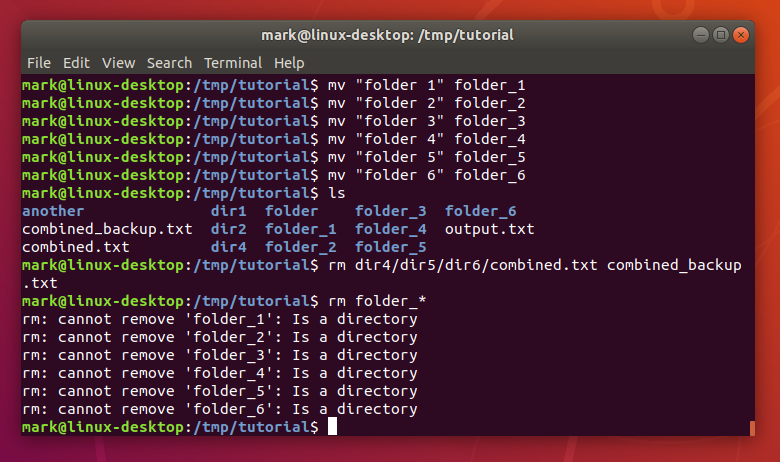 mark@linux-desktop: /tmp/tutorial
File Edit View Search Terminal Help
mark@linux-desktop:/tmp/tutorial$ mv "folder 1" folder_1
mark@linux-desktop:/tmp/tutorial$ mv "folder 2" folder_2
mark@linux-desktop:/tmp/tutorial$ mv "folder 3" folder_3
mark@linux-desktop:/tmp/tutorial$ mv "folder 4" folder_4
mark@linux-desktop:/tmp/tutorial$ mv "folder 5" folder_5
mark@linux-desktop:/tmp/tutorial$ mv "folder 6" folder_6
mark@linux-desktop:/tmp/tutorial$ ls
another              dir1  folder    folder_3  folder_6
combined_backup.txt  dir2  folder_1  folder_4  output.txt
combined.txt         dir4  folder_2  folder_5
mark@linux-desktop:/tmp/tutorial$ rm dir4/dir5/dir6/combined.txt combined_backup
.txt
mark@linux-desktop:/tmp/tutorial$ rm folder_*
rm: cannot remove 'folder_1': Is a directory
rm: cannot remove 'folder_2': Is a directory
rm: cannot remove 'folder_3': Is a directory
rm: cannot remove 'folder_4': Is a directory
rm: cannot remove 'folder_5': Is a directory
rm: cannot remove 'folder_6': Is a directory
mark@linux-desktop:/tmp/tutorial$